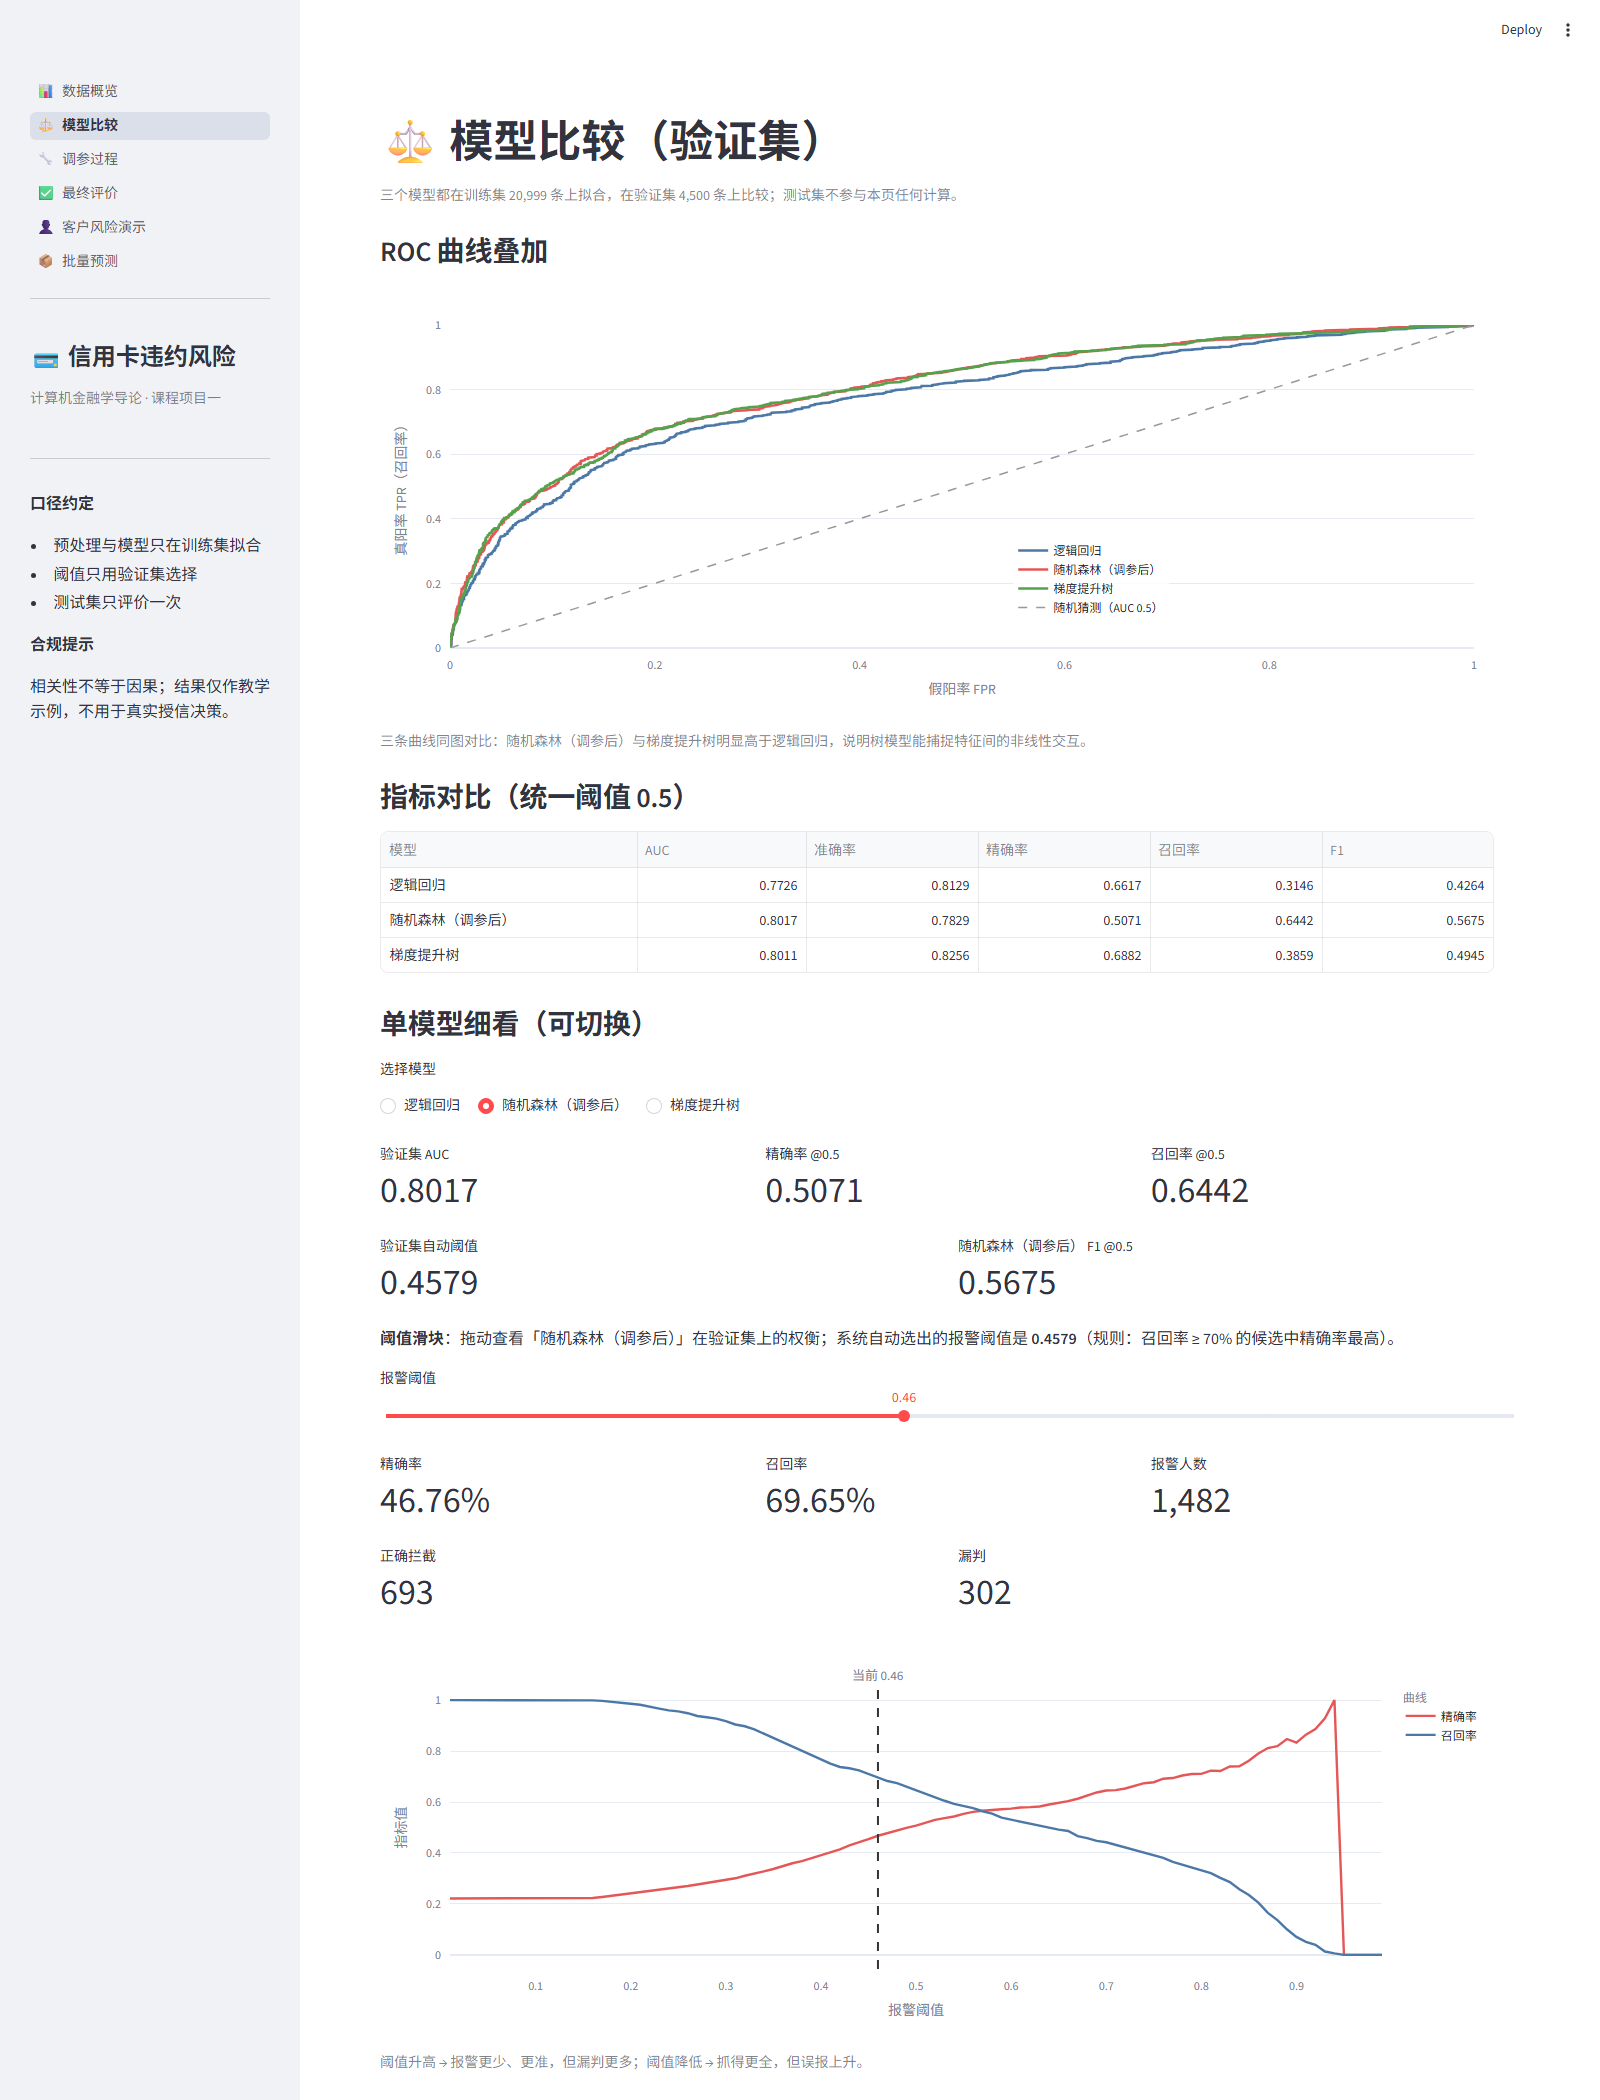 Deploy
数据概览
模型比较
调参过程
最终评价
客户风险演示
批量预测
信用卡违约风险
计算机金融学导论 · 课程项目一
口径约定
• 预处理与模型只在训练集拟合
• 阈值只用验证集选择
• 测试集只评价一次
合规提示
相关性不等于因果；结果仅作教学
示例，不用于真实授信决策。
模型比较（验证集）
三个模型都在训练集 20,999 条上拟合，在验证集 4,500 条上比较；测试集不参与本页任何计算。
ROC 曲线叠加
真阳率 TPR（召回率）
1
0.8
0.6
0.4
0.2
0
逻辑回归
随机森林（调参后）
梯度提升树
随机猜测（AUC 0.5）
0 0.2 0.4 0.6 0.8 1
假阳率 FPR
三条曲线同图对比：随机森林（调参后）与梯度提升树明显高于逻辑回归，说明树模型能捕捉特征间的非线性交互。
指标对比（统一阈值 0.5）
模型 AUC 准确率 精确率 召回率 F1
逻辑回归 0.7726 0.8129 0.6617 0.3146 0.4264
随机森林（调参后） 0.8017 0.7829 0.5071 0.6442 0.5675
梯度提升树 0.8011 0.8256 0.6882 0.3859 0.4945
单模型细看（可切换）
选择模型
逻辑回归 随机森林（调参后） 梯度提升树
验证集 AUC 精确率 @0.5 召回率 @0.5
0.8017 0.5071 0.6442
验证集自动阈值 随机森林（调参后） F1 @0.5
0.4579 0.5675
阈值滑块：拖动查看「随机森林（调参后）」在验证集上的权衡；系统自动选出的报警阈值是 0.4579（规则：召回率 ≥ 70% 的候选中精确率最高）。
报警阈值
0.46
精确率 召回率 报警人数
46.76% 69.65% 1,482
正确拦截 漏判
693 302
当前 0.46
指标值
1
0.8
0.6
0.4
0.2
0
曲线
精确率
召回率
0.1 0.2 0.3 0.4 0.5 0.6 0.7 0.8 0.9
报警阈值
阈值升高 → 报警更少、更准，但漏判更多；阈值降低 → 抓得更全，但误报上升。